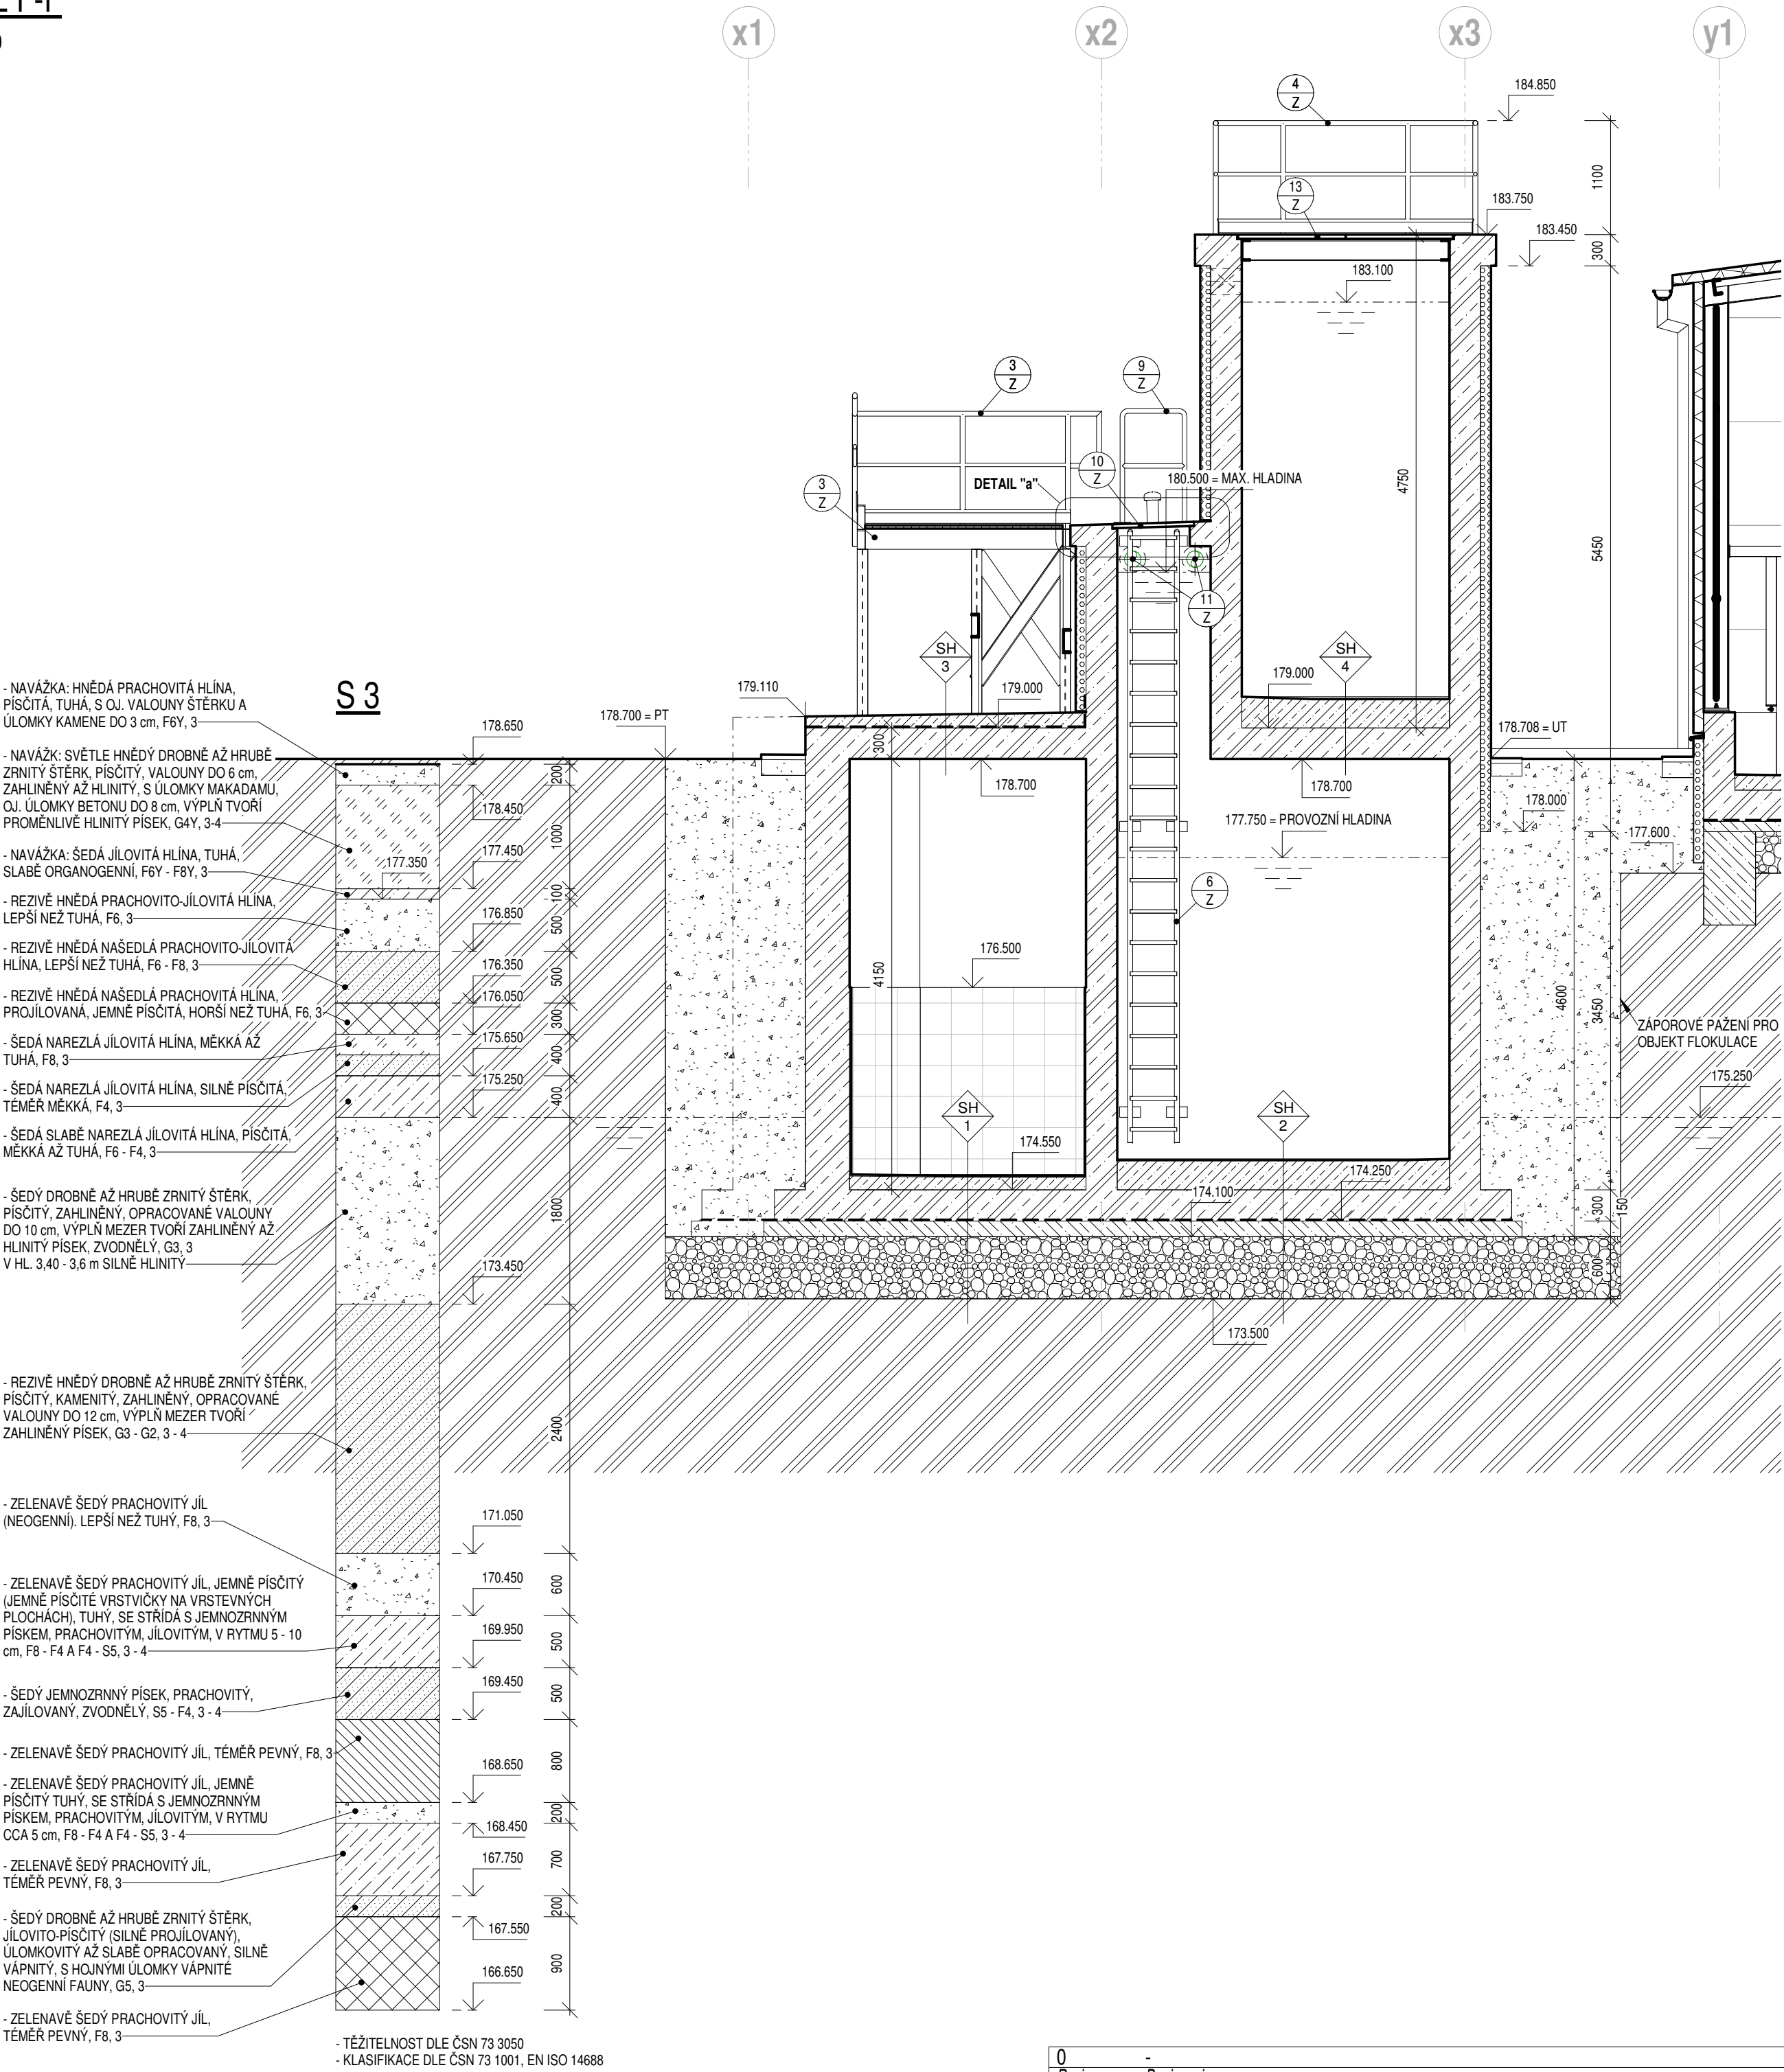 x1
x2
x3
y1
4
Z
184.850
1100
13
Z
183.750
183.450
300
183.100
3
Z
9
Z
10
Z
DETAIL "a"
180.500 = MAX. HLADINA
3
Z
4750
5450
11
Z
SH
3
SH
4
179.110
179.000
179.000
178.700 = PT
178.708 = UT
300
178.700
178.700
178.000
177.750 = PROVOZNÍ HLADINA
177.600
6
Z
176.500
4150
4600
3450
ZÁPOROVÉ PAŽENÍ PRO
OBJEKT FLOKULACE
175.250
SH
1
SH
2
174.550
174.250
174.100
300
150
600
173.500
S 3
- NAVÁŽKA: HNĚDÁ PRACHOVITÁ HLÍNA,
PÍSČITÁ, TUHÁ, S OJ. VALOUNY ŠTĚRKU A
ÚLOMKY KAMENE DO 3 cm, F6Y, 3
- NAVÁŽK: SVĚTLE HNĚDÝ DROBNĚ AŽ HRUBĚ
ZRNITÝ ŠTĚRK, PÍSČITÝ, VALOUNY DO 6 cm,
ZAHLINĚNÝ AŽ HLINITÝ, S ÚLOMKY MAKADAMU,
OJ. ÚLOMKY BETONU DO 8 cm, VÝPLŇ TVOŘÍ
PROMĚNLIVĚ HLINITÝ PÍSEK, G4Y, 3-4
- NAVÁŽKA: ŠEDÁ JÍLOVITÁ HLÍNA, TUHÁ,
SLABĚ ORGANOGENNÍ, F6Y - F8Y, 3
- REZIVĚ HNĚDÁ PRACHOVITO-JÍLOVITÁ HLÍNA,
LEPŠÍ NEŽ TUHÁ, F6, 3
- REZIVĚ HNĚDÁ NAŠEDLÁ PRACHOVITO-JÍLOVITÁ
HLÍNA, LEPŠÍ NEŽ TUHÁ, F6 - F8, 3
- REZIVĚ HNĚDÁ NAŠEDLÁ PRACHOVITÁ HLÍNA,
PROJÍLOVANÁ, JEMNĚ PÍSČITÁ, HORŠÍ NEŽ TUHÁ, F6, 3
- ŠEDÁ NAREZLÁ JÍLOVITÁ HLÍNA, MĚKKÁ AŽ
TUHÁ, F8, 3
- ŠEDÁ NAREZLÁ JÍLOVITÁ HLÍNA, SILNĚ PÍSČITÁ,
TÉMĚŘ MĚKKÁ, F4, 3
- ŠEDÁ SLABĚ NAREZLÁ JÍLOVITÁ HLÍNA, PÍSČITÁ,
MĚKKÁ AŽ TUHÁ, F6 - F4, 3
- ŠEDÝ DROBNĚ AŽ HRUBĚ ZRNITÝ ŠTĚRK,
PÍSČITÝ, ZAHLINĚNÝ, OPRACOVANÉ VALOUNY
DO 10 cm, VÝPLŇ MEZER TVOŘÍ ZAHLINĚNÝ AŽ
HLINITÝ PÍSEK, ZVODNĚLÝ, G3, 3
V HL. 3,40 - 3,6 m SILNĚ HLINITÝ
- REZIVĚ HNĚDÝ DROBNĚ AŽ HRUBĚ ZRNITÝ ŠTĚRK,
PÍSČITÝ, KAMENITÝ, ZAHLINĚNÝ, OPRACOVANÉ
VALOUNY DO 12 cm, VÝPLŇ MEZER TVOŘÍ
ZAHLINĚNÝ PÍSEK, G3 - G2, 3 - 4
- ZELENAVĚ ŠEDÝ PRACHOVITÝ JÍL
(NEOGENNÍ). LEPŠÍ NEŽ TUHÝ, F8, 3
- ZELENAVĚ ŠEDÝ PRACHOVITÝ JÍL, JEMNĚ PÍSČITÝ
(JEMNĚ PÍSČITÉ VRSTVIČKY NA VRSTEVNÝCH
PLOCHÁCH), TUHÝ, SE STŘÍDÁ S JEMNOZRNNÝM
PÍSKEM, PRACHOVITÝM, JÍLOVITÝM, V RYTMU 5 - 10
cm, F8 - F4 A F4 - S5, 3 - 4
- ŠEDÝ JEMNOZRNNÝ PÍSEK, PRACHOVITÝ,
ZAJÍLOVANÝ, ZVODNĚLÝ, S5 - F4, 3 - 4
- ZELENAVĚ ŠEDÝ PRACHOVITÝ JÍL, TÉMĚŘ PEVNÝ, F8, 3
- ZELENAVĚ ŠEDÝ PRACHOVITÝ JÍL, JEMNĚ
PÍSČITÝ TUHÝ, SE STŘÍDÁ S JEMNOZRNNÝM
PÍSKEM, PRACHOVITÝM, JÍLOVITÝM, V RYTMU
CCA 5 cm, F8 - F4 A F4 - S5, 3 - 4
- ZELENAVĚ ŠEDÝ PRACHOVITÝ JÍL,
TÉMĚŘ PEVNÝ, F8, 3
- ŠEDÝ DROBNĚ AŽ HRUBĚ ZRNITÝ ŠTĚRK,
JÍLOVITO-PÍSČITÝ (SILNĚ PROJÍLOVANÝ),
ÚLOMKOVITÝ AŽ SLABĚ OPRACOVANÝ, SILNĚ
VÁPNITÝ, S HOJNÝMI ÚLOMKY VÁPNITÉ
NEOGENNÍ FAUNY, G5, 3
- ZELENAVĚ ŠEDÝ PRACHOVITÝ JÍL,
TÉMĚŘ PEVNÝ, F8, 3
178.650
200
178.450
1000
177.450
177.350
100
176.850
500
176.350
500
176.050
300
175.650
400
175.250
400
1800
173.450
2400
171.050
600
170.450
500
169.950
500
169.450
800
168.650
200
168.450
700
167.750
200
167.550
900
166.650
- TĚŽITELNOST DLE ČSN 73 3050
- KLASIFIKACE DLE ČSN 73 1001, EN ISO 14688
0 -